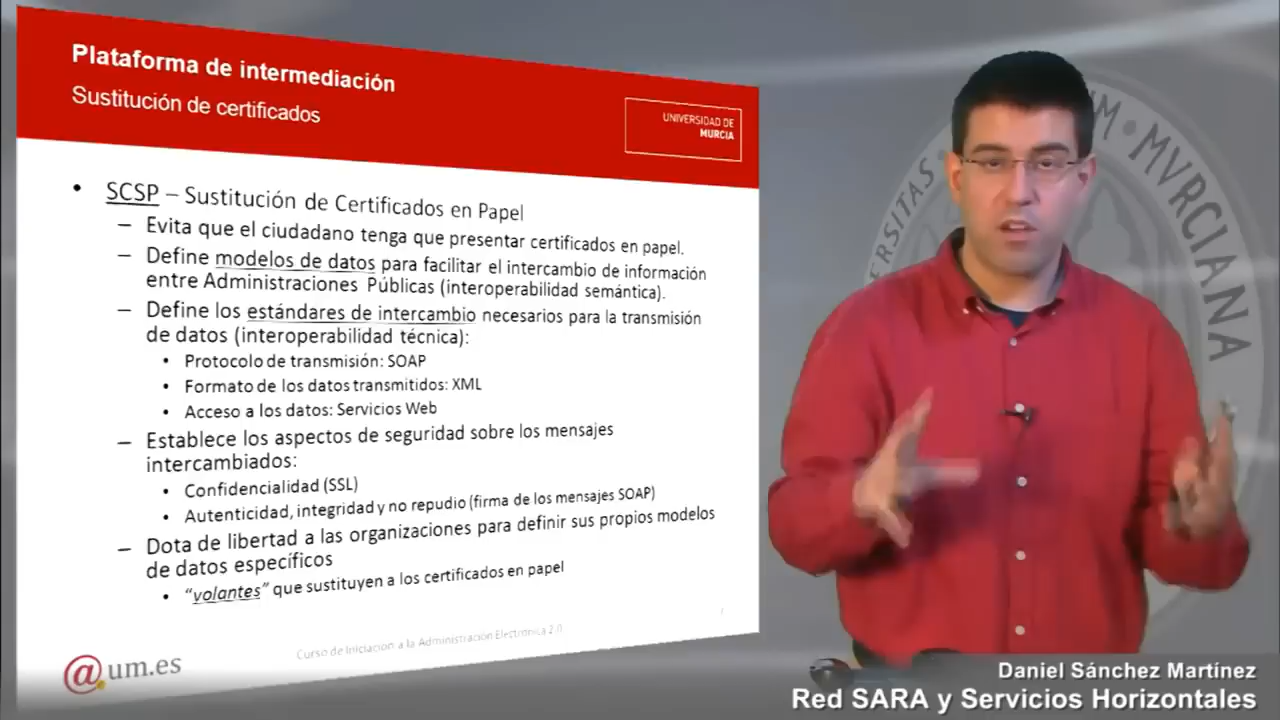 Plataforma de intermediación
Sustitución de certificados
UNIVERSIDAD DE
MURCIA
• SCSP – Sustitución de Certificados en Papel
– Evita que el ciudadano tenga que presentar certificados en papel.
– Define modelos de datos para facilitar el intercambio de información
entre Administraciones Públicas (interoperabilidad semántica).
– Define los estándares de intercambio necesarios para la transmisión
de datos (interoperabilidad técnica):
• Protocolo de transmisión: SOAP
• Formato de los datos transmitidos: XML
• Acceso a los datos: Servicios Web
– Establece los aspectos de seguridad sobre los mensajes
intercambiados:
• Confidencialidad (SSL)
• Autenticidad, integridad y no repudio (firma de los mensajes SOAP)
– Dota de libertad a las organizaciones para definir sus propios modelos
de datos específicos
• "volantes" que sustituyen a los certificados en papel
Curso de Iniciación a la Administración Electrónica 2.0
@.um.es
MVRCIANA
Daniel Sánchez Martínez
Red SARA y Servicios Horizontales